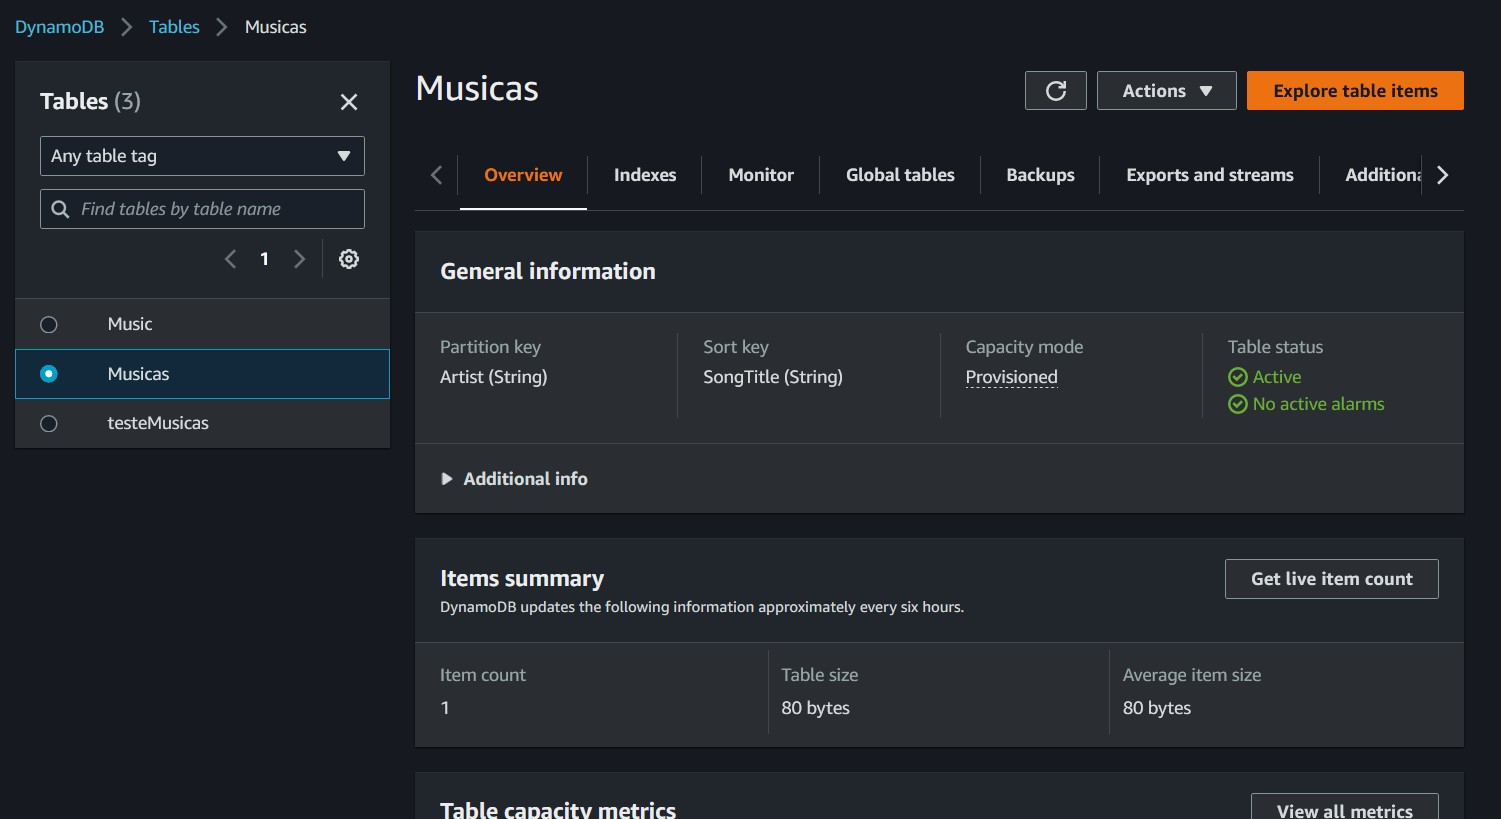 DynamoDB > Tables > Musicas
Tables (3)
Any table tag
Find tables by table name
1
Music
Musicas
testeMusicas
Musicas
Actions
Explore table items
Overview
Indexes
Monitor
Global tables
Backups
Exports and streams
Additiona
General information
Partition key
Artist (String)
Sort key
SongTitle (String)
Capacity mode
Provisioned
Table status
Active
No active alarms
Additional info
Items summary
Get live item count
DynamoDB updates the following information approximately every six hours.
Item count
1
Table size
80 bytes
Average item size
80 bytes
Table capacity metrics
View all metrics